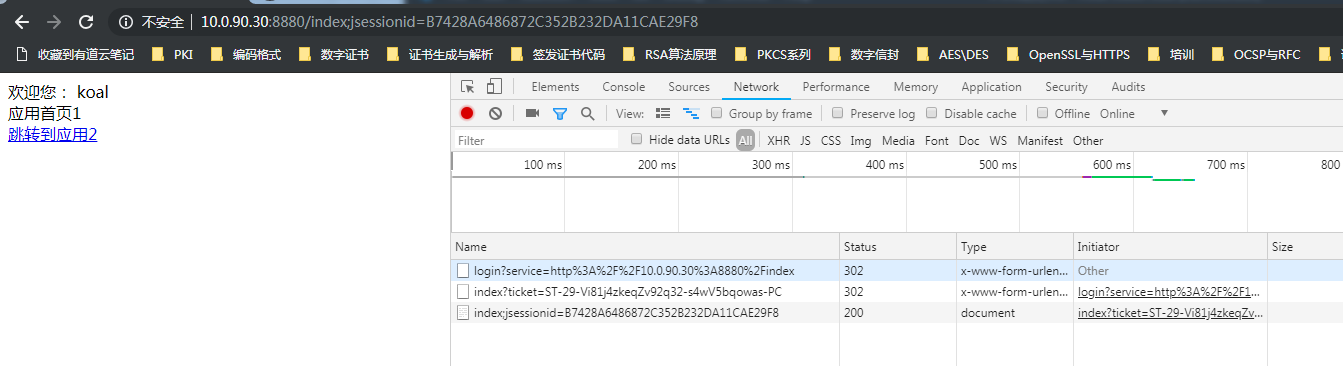 不安全 | 10.0.90.30:8880/index;jsessionid=B7428A6486872C352B232DA11CAE29F8
收藏到有道云笔记 PKI 编码格式 数字证书 证书生成与解析 签发证书代码 RSA算法原理 PKCS系列 数字信封 AES\DES OpenSSL与HTTPS 培训 OCSP与RFC
欢迎您： koal
应用首页1
跳转到应用2
Elements Console Sources Network Performance Memory Application Security Audits
View: Group by frame Preserve log Disable cache Offline Online
Filter Hide data URLs All XHR JS CSS Img Media Font Doc WS Manifest Other
100 ms 200 ms 300 ms 400 ms 500 ms 600 ms 700 ms 800
Name Status Type Initiator Size
login?service=http%3A%2F%2F10.0.90.30%3A8880%2Findex 302 x-www-form-urlen... Other
index?ticket=ST-29-Vi81j4zkeqZv92q32-s4wV5bqowas-PC 302 x-www-form-urlen... login?service=http%3A%2F%2F1...
index;jsessionid=B7428A6486872C352B232DA11CAE29F8 200 document index?ticket=ST-29-Vi81j4zkeqZv...